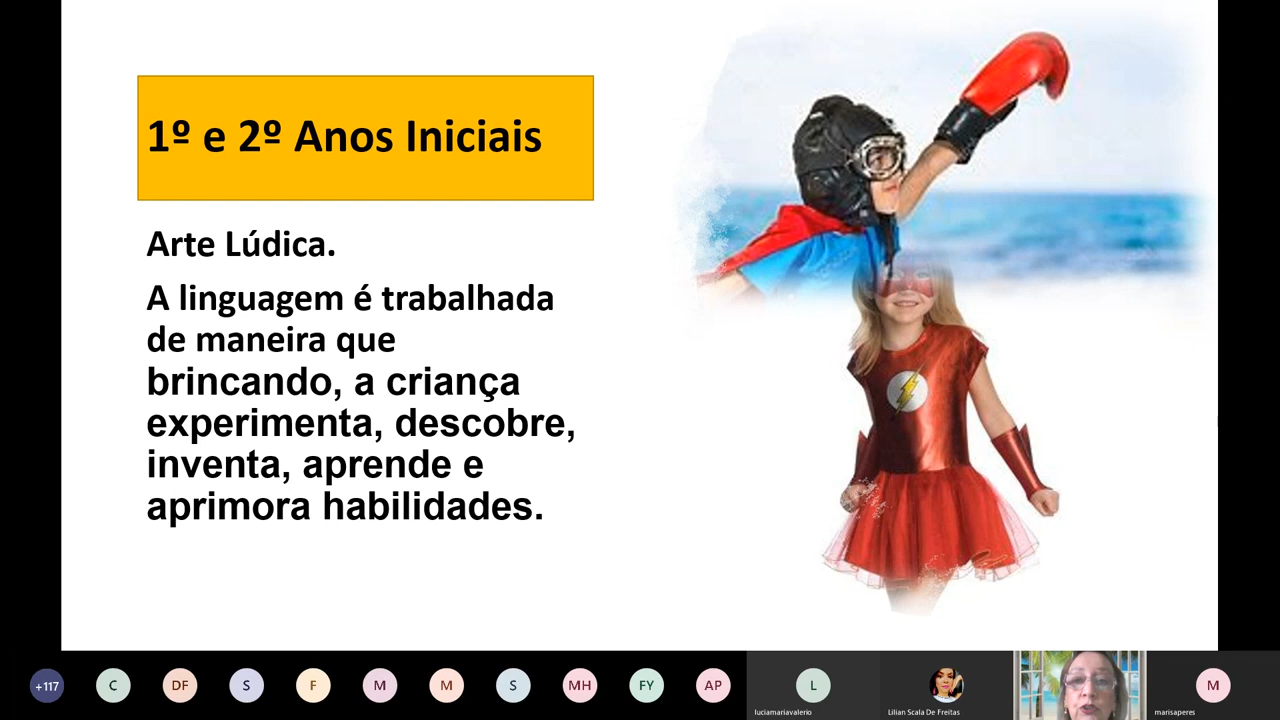 1º e 2º Anos Iniciais
Arte Lúdica.
A linguagem é trabalhada
de maneira que
brincando, a criança
experimenta, descobre,
inventa, aprende e
aprimora habilidades.
+117
C
DF
S
F
M
M
S
MH
FY
AP
L
M
luciamariavalerio
Lilian Scala De Freitas
marisaperes